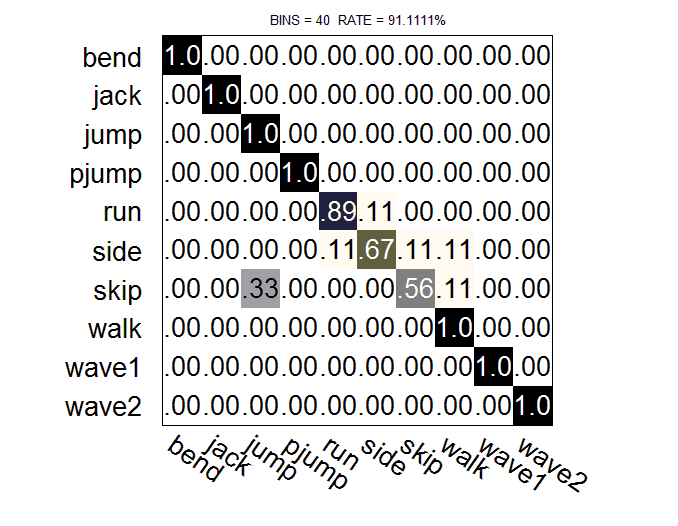 BINS = 40 RATE = 91.1111%
bend 1.0 .00 .00 .00 .00 .00 .00 .00 .00 .00
jack .00 1.0 .00 .00 .00 .00 .00 .00 .00 .00
jump .00 .00 1.0 .00 .00 .00 .00 .00 .00 .00
pjump .00 .00 .00 1.0 .00 .00 .00 .00 .00 .00
run .00 .00 .00 .00 .89 .11 .00 .00 .00 .00
side .00 .00 .00 .00 .11 .67 .11 .11 .00 .00
skip .00 .00 .33 .00 .00 .00 .56 .11 .00 .00
walk .00 .00 .00 .00 .00 .00 .00 1.0 .00 .00
wave1 .00 .00 .00 .00 .00 .00 .00 .00 1.0 .00
wave2 .00 .00 .00 .00 .00 .00 .00 .00 .00 1.0
bend jack jump pjump run side skip walk wave1 wave2